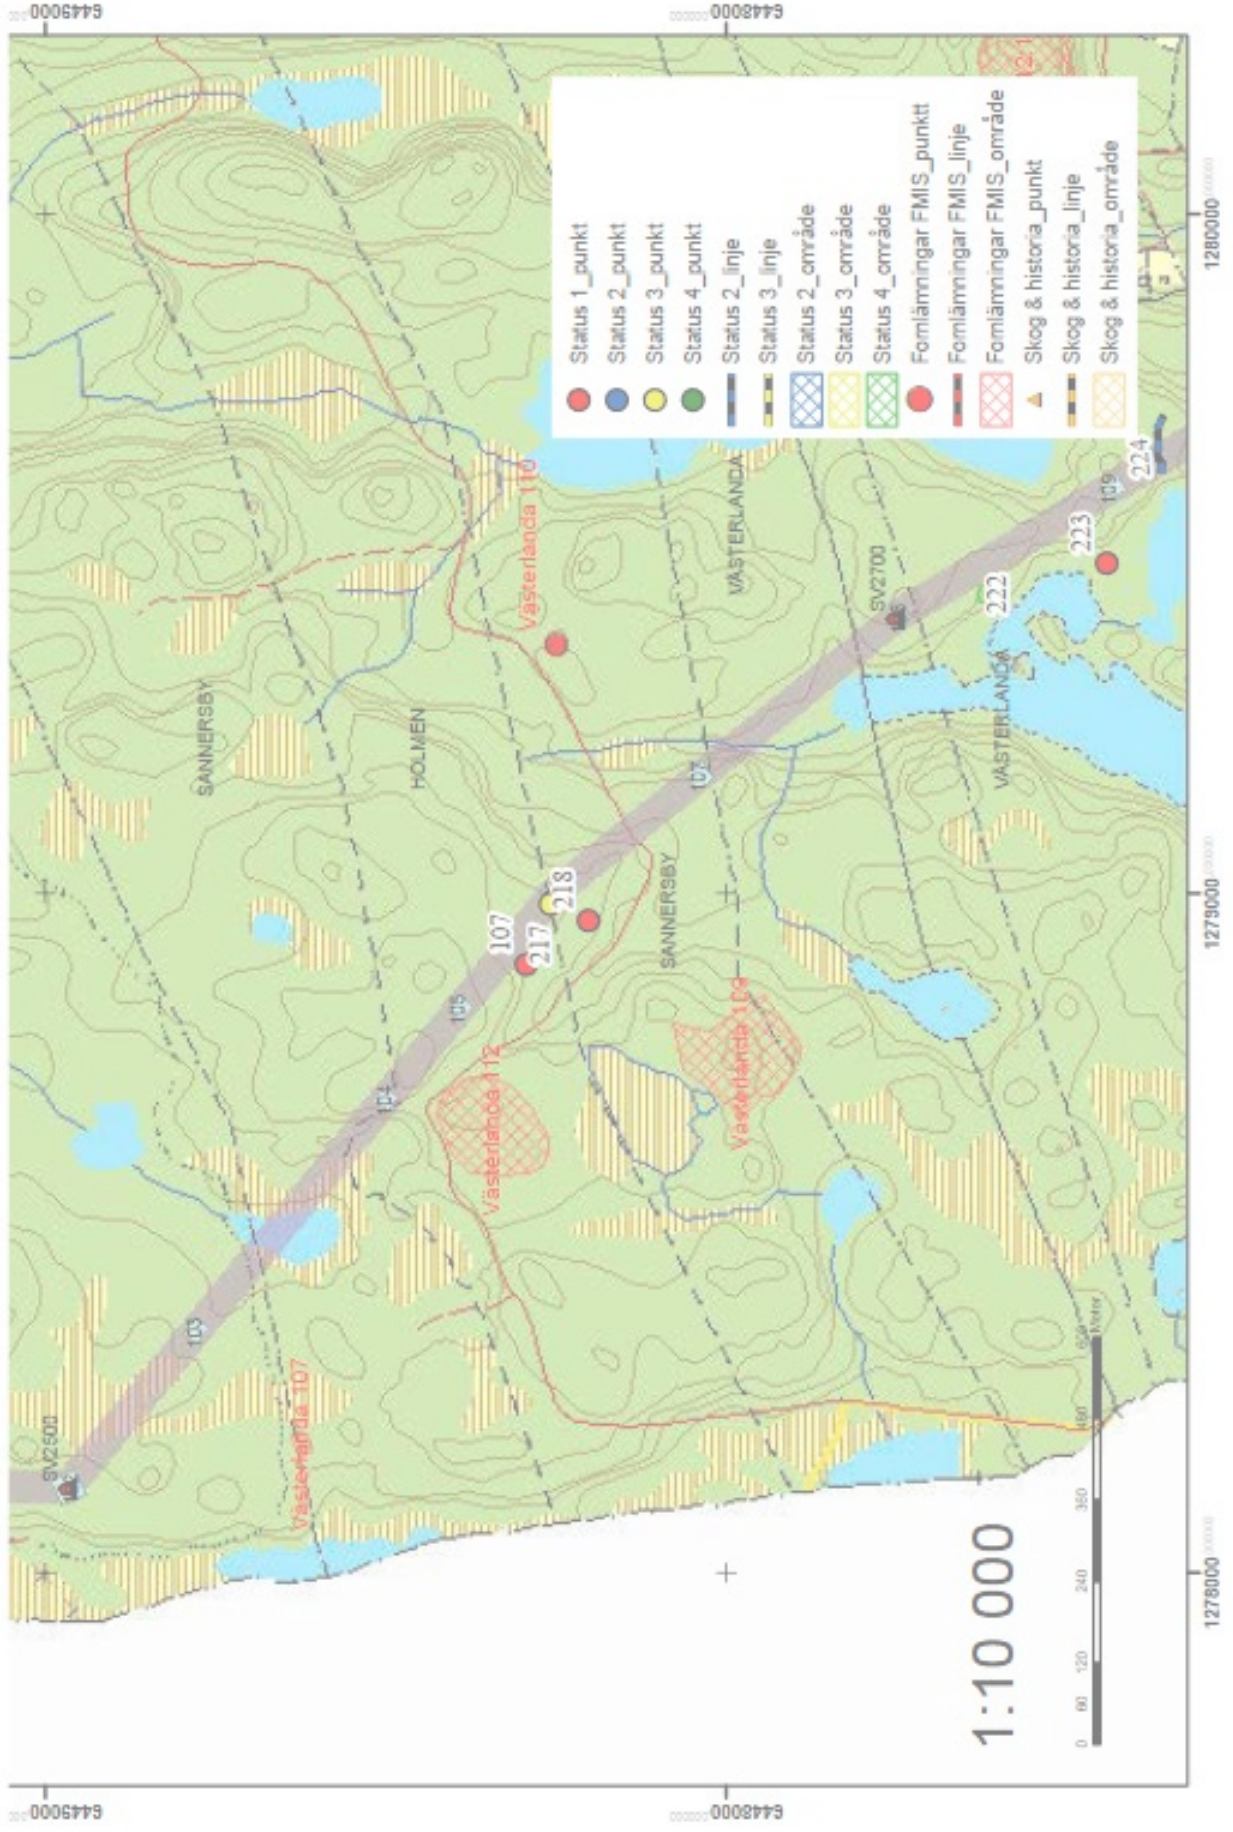 6449000
6448000
SV2600
103
Västerlanda 107
104
105
Västerlanda 112
Västerlanda 109
107
217
218
SANNERSBY
HOLMEN
SANNERSBY
107
Västerlanda 110
VÄSTERLANDA
SV2700
VÄSTERLANDA
222
223
109
224
Status 1_punkt
Status 2_punkt
Status 3_punkt
Status 4_punkt
Status 2_linje
Status 3_linje
Status 2_område
Status 3_område
Status 4_område
Fornlämningar FMIS_punktt
Fornlämningar FMIS_linje
Fornlämningar FMIS_område
Skog & historia_punkt
Skog & historia_linje
Skog & historia_område
1:10 000
0 60 120 240 360 480
Meter
1278000
1279000
1280000
6449000
6448000